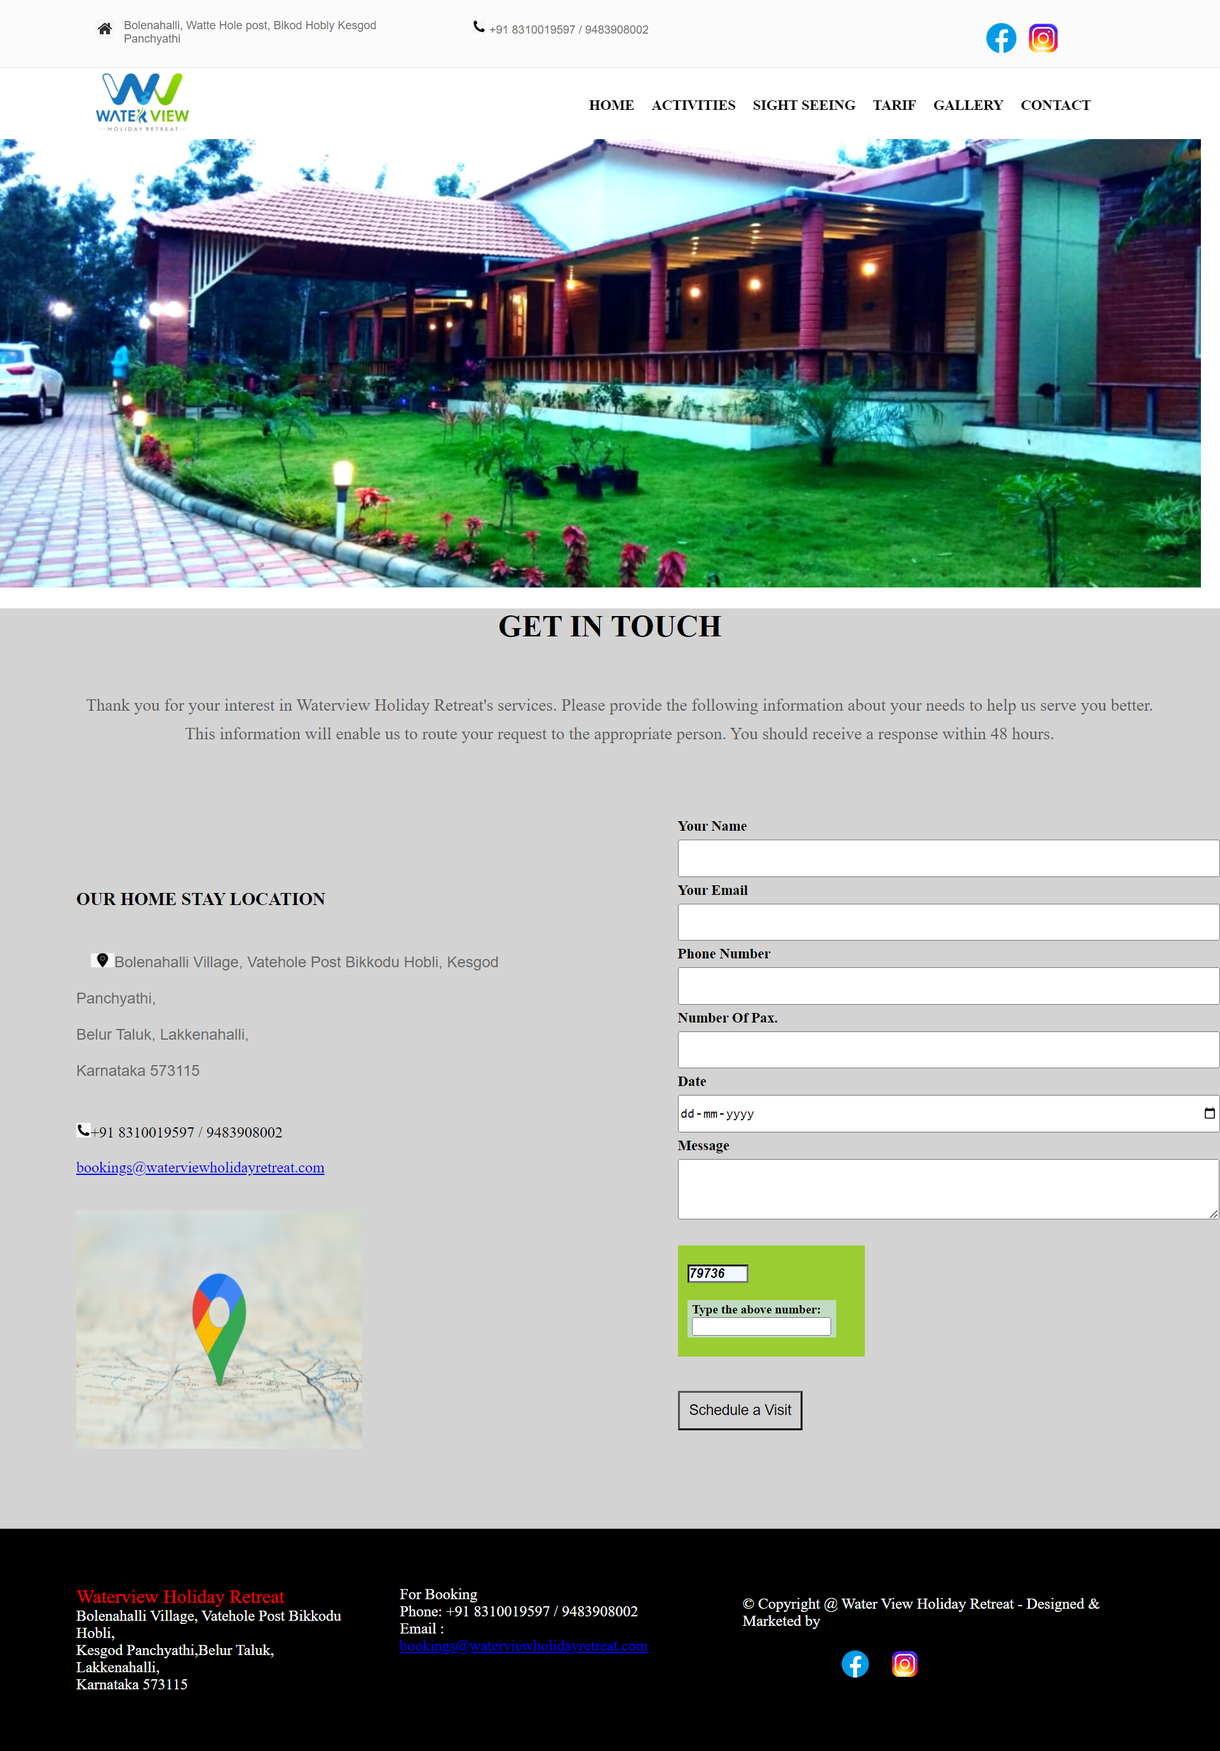 Bolenahalli, Watte Hole post, Bikod Hobly Kesgod
Panchyathi
+91 8310019597 / 9483908002
WATER VIEW
HOLIDAY RETREAT
HOME ACTIVITIES SIGHT SEEING TARIF GALLERY CONTACT
GET IN TOUCH
Thank you for your interest in Waterview Holiday Retreat's services. Please provide the following information about your needs to help us serve you better.
This information will enable us to route your request to the appropriate person. You should receive a response within 48 hours.
OUR HOME STAY LOCATION
Bolenahalli Village, Vatehole Post Bikkodu Hobli, Kesgod
Panchyathi,
Belur Taluk, Lakkenahalli,
Karnataka 573115
+91 8310019597 / 9483908002
bookings@waterviewholidayretreat.com
Your Name
Your Email
Phone Number
Number Of Pax.
Date
dd-mm-yyyy
Message
79736
Type the above number:
Schedule a Visit
Waterview Holiday Retreat
Bolenahalli Village, Vatehole Post Bikkodu
Hobli,
Kesgod Panchyathi,Belur Taluk,
Lakkenahalli,
Karnataka 573115
For Booking
Phone: +91 8310019597 / 9483908002
Email :
bookings@waterviewholidayretreat.com
© Copyright @ Water View Holiday Retreat - Designed &
Marketed by